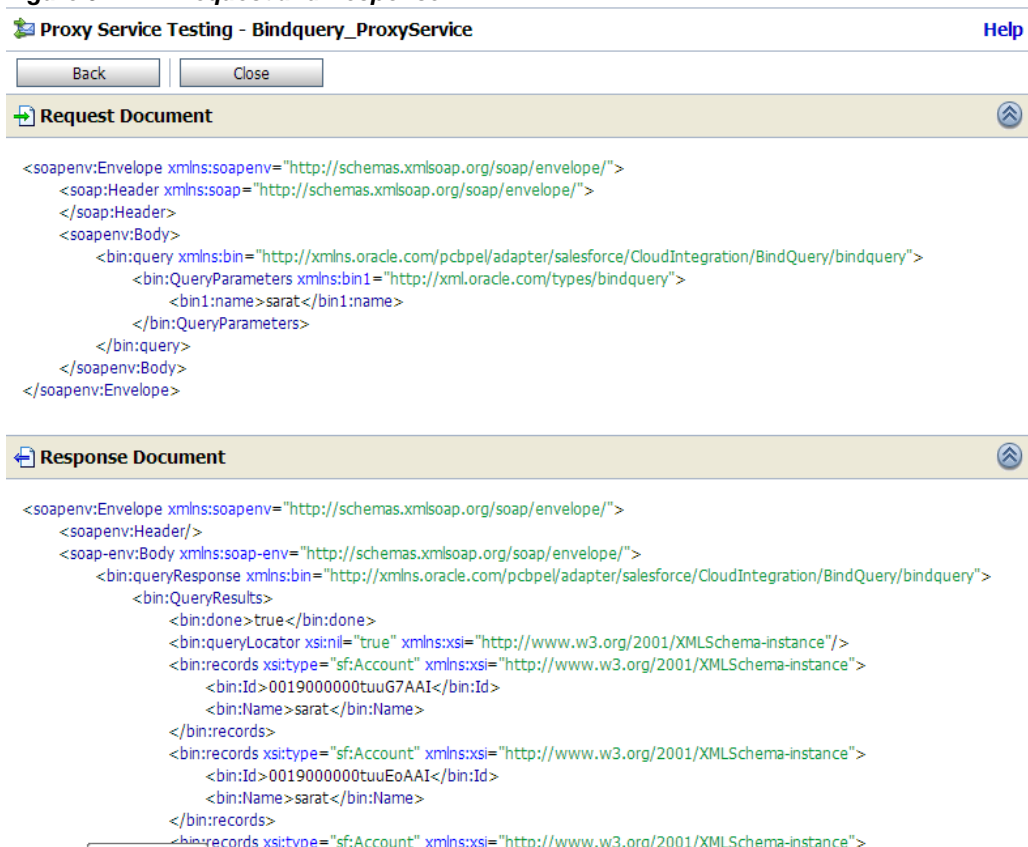 Proxy Service Testing - Bindquery_ProxyService Help
Back Close
Request Document
<soapenv:Envelope xmlns:soapenv="http://schemas.xmlsoap.org/soap/envelope/">
<soap:Header xmlns:soap="http://schemas.xmlsoap.org/soap/envelope/">
</soap:Header>
<soapenv:Body>
<bin:query xmlns:bin="http://xmlns.oracle.com/pcbpel/adapter/salesforce/CloudIntegration/BindQuery/bindquery">
<bin:QueryParameters xmlns:bin1="http://xml.oracle.com/types/bindquery">
<bin1:name>sarat</bin1:name>
</bin:QueryParameters>
</bin:query>
</soapenv:Body>
</soapenv:Envelope>
Response Document
<soapenv:Envelope xmlns:soapenv="http://schemas.xmlsoap.org/soap/envelope/">
<soapenv:Header/>
<soap-env:Body xmlns:soap-env="http://schemas.xmlsoap.org/soap/envelope/">
<bin:queryResponse xmlns:bin="http://xmlns.oracle.com/pcbpel/adapter/salesforce/CloudIntegration/BindQuery/bindquery">
<bin:QueryResults>
<bin:done>true</bin:done>
<bin:queryLocator xsi:nil="true" xmlns:xsi="http://www.w3.org/2001/XMLSchema-instance"/>
<bin:records xsi:type="sf:Account" xmlns:xsi="http://www.w3.org/2001/XMLSchema-instance">
<bin:Id>0019000000tuuG7AAI</bin:Id>
<bin:Name>sarat</bin:Name>
</bin:records>
<bin:records xsi:type="sf:Account" xmlns:xsi="http://www.w3.org/2001/XMLSchema-instance">
<bin:Id>0019000000tuuEoAAI</bin:Id>
<bin:Name>sarat</bin:Name>
</bin:records>
<bin:records xsi:type="sf:Account" xmlns:xsi="http://www.w3.org/2001/XMLSchema-instance">